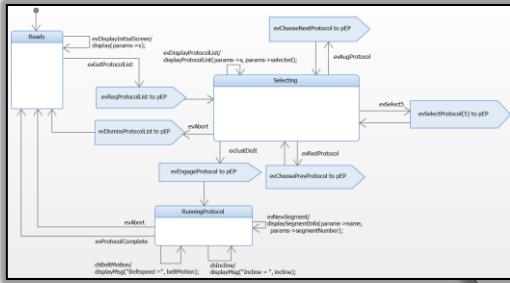 Ready
evDisplayInitialScreen/
display(params->s);
evGetProtocolList
evReqProtocolList to pEP
evDismissProtocolList to pEP
evAbort
evDisplayProtocolList/
displayProtocolList(params->s, params->selected);
evChooseNextProtocol to pEP
evAugProtocol
Selecting
evSelect5
evSelectProtocol(5) to pEP
evJustDoIt
evRedProtocol
evEngageProtocol to pEP
evChoosePrevProtocol to pEP
RunningProtocol
evAbort
evProtocolComplete
evNewSegment/
displaySegmentInfo(params->name,
params->segmentNumber);
chBeltMotion/
displayMsg("Beltspeed =", beltMotion);
chIncline/
displayMsg("Incline = ", incline);